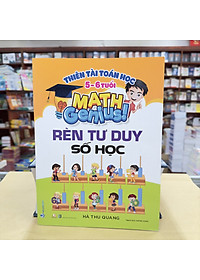 THIÊN TÀI TOÁN HỌC
5 - 6 TUỔI
MATH
Genius!
RÈN TƯ DUY
SỐ HỌC
HÀ THU QUANG